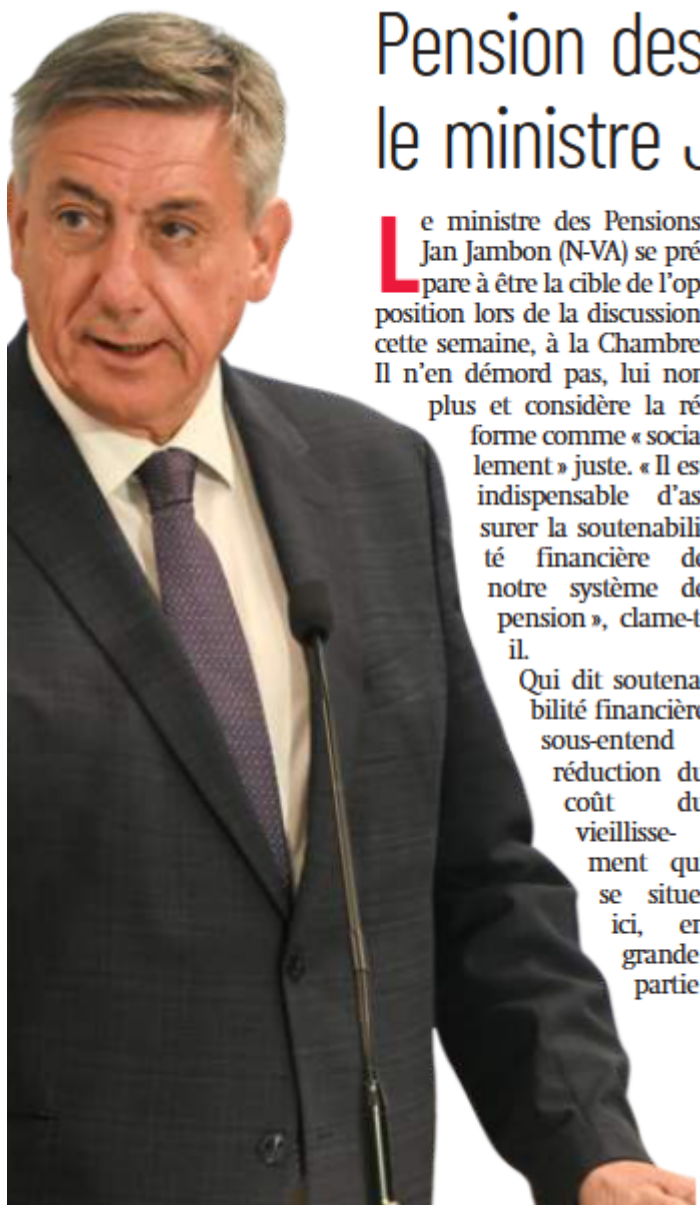 Pension des
le ministre J
Le ministre des Pensions
Jan Jambon (N-VA) se pré
pare à être la cible de l'op
position lors de la discussion
cette semaine, à la Chambre
Il n'en démord pas, lui non
plus et considère la ré
forme comme « socia
lement » juste. « Il es
indispensable d'as
surer la soutenabili
té financière de
notre système de
pension », clame-t
il.
Qui dit soutena
bilité financière
sous-entend
réduction du
coût du
vieillisse-
ment qu
se situe
ici, en
grande
partie